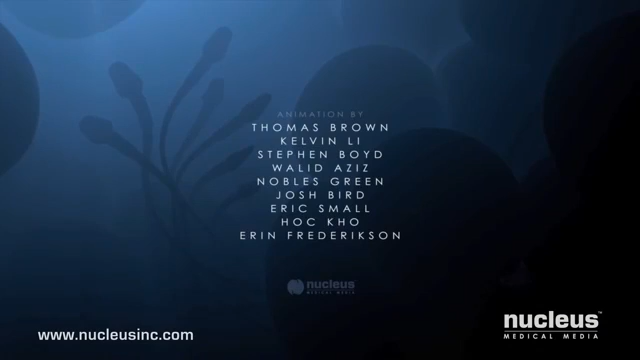 ANIMATION BY
THOMAS BROWN
KELVIN LI
STEPHEN BOYD
WALID AZIZ
NOBLES GREEN
JOSH BIRD
ERIC SMALL
HOC KHO
ERIN FREDERIKSON
nucleus
MEDICAL MEDIA
www.nucleusinc.com
nucleus™
MEDICAL MEDIA